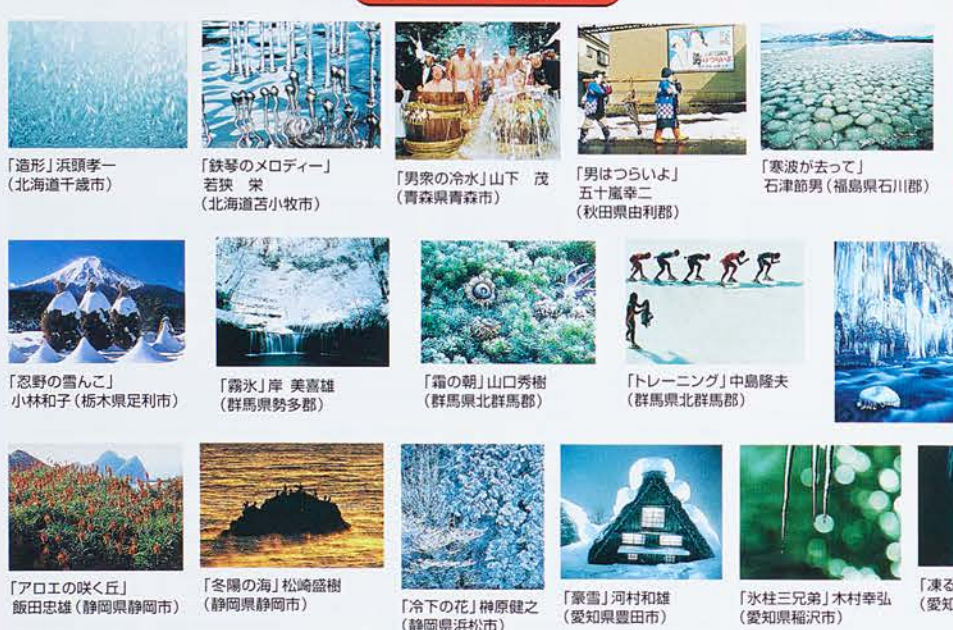 「造形」浜頭孝一
（北海道千歳市）
「鉄琴のメロディー」
若狭　栄
（北海道苫小牧市）
「男衆の冷水」山下　茂
（青森県青森市）
「男はつらいよ」
五十嵐幸二
（秋田県由利郡）
「寒波が去って」
石津節男（福島県石川郡）
「忍野の雪んこ」
小林和子（栃木県足利市）
「霧氷」岸　美喜雄
（群馬県勢多郡）
「霜の朝」山口秀樹
（群馬県北群馬郡）
「トレーニング」中島隆夫
（群馬県北群馬郡）
「アロエの咲く丘」
飯田忠雄（静岡県静岡市）
「冬陽の海」松崎盛樹
（静岡県静岡市）
「冷下の花」榊原健之
（静岡県浜松市）
「豪雪」河村和雄
（愛知県豊田市）
「氷柱三兄弟」木村幸弘
（愛知県稲沢市）
「凍る
（愛知